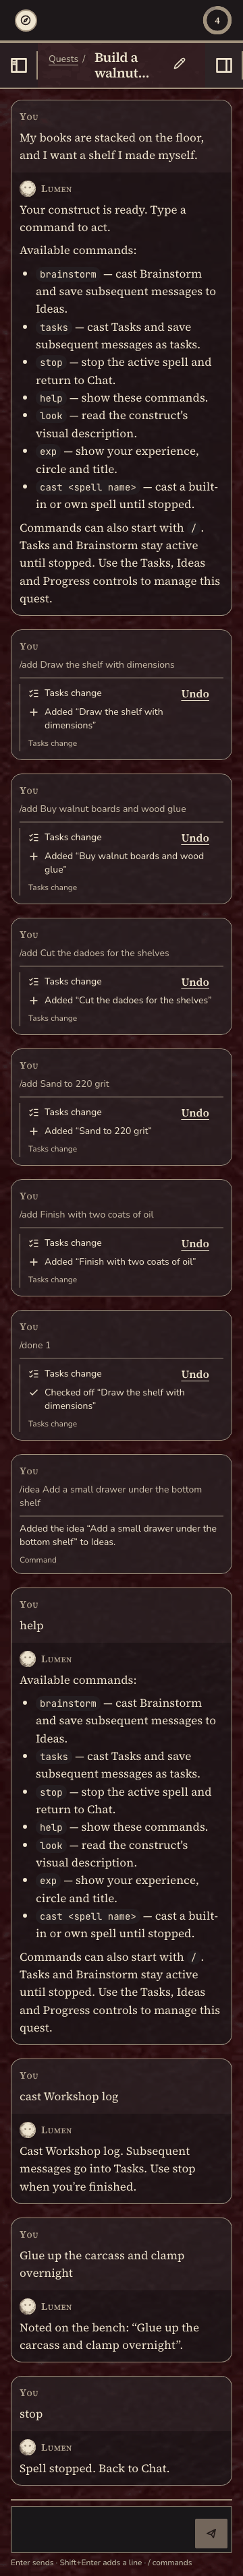 4
Quests / Build a
walnut...
You
My books are stacked on the floor,
and I want a shelf I made myself.
Lumen
Your construct is ready. Type a
command to act.
Available commands:
• brainstorm — cast Brainstorm
and save subsequent messages to
Ideas.
• tasks — cast Tasks and save
subsequent messages as tasks.
• stop — stop the active spell and
return to Chat.
• help — show these commands.
• look — read the construct's
visual description.
• exp — show your experience,
circle and title.
• cast <spell name> — cast a built-
in or own spell until stopped.
Commands can also start with / .
Tasks and Brainstorm stay active
until stopped. Use the Tasks, Ideas
and Progress controls to manage this
quest.
You
/add Draw the shelf with dimensions
Tasks change Undo
Added “Draw the shelf with
dimensions”
Tasks change
You
/add Buy walnut boards and wood glue
Tasks change Undo
Added “Buy walnut boards and wood
glue”
Tasks change
You
/add Cut the dadoes for the shelves
Tasks change Undo
Added “Cut the dadoes for the shelves”
Tasks change
You
/add Sand to 220 grit
Tasks change Undo
Added “Sand to 220 grit”
Tasks change
You
/add Finish with two coats of oil
Tasks change Undo
Added “Finish with two coats of oil”
Tasks change
You
/done 1
Tasks change Undo
Checked off “Draw the shelf with
dimensions”
Tasks change
You
/idea Add a small drawer under the bottom
shelf
Added the idea “Add a small drawer under the
bottom shelf” to Ideas.
Command
You
help
Lumen
Available commands:
• brainstorm — cast Brainstorm
and save subsequent messages to
Ideas.
• tasks — cast Tasks and save
subsequent messages as tasks.
• stop — stop the active spell and
return to Chat.
• help — show these commands.
• look — read the construct's
visual description.
• exp — show your experience,
circle and title.
• cast <spell name> — cast a built-
in or own spell until stopped.
Commands can also start with / .
Tasks and Brainstorm stay active
until stopped. Use the Tasks, Ideas
and Progress controls to manage this
quest.
You
cast Workshop log
Lumen
Cast Workshop log. Subsequent
messages go into Tasks. Use stop
when you're finished.
You
Glue up the carcass and clamp
overnight
Lumen
Noted on the bench: “Glue up the
carcass and clamp overnight”.
You
stop
Lumen
Spell stopped. Back to Chat.
Enter sends · Shift+Enter adds a line · / commands